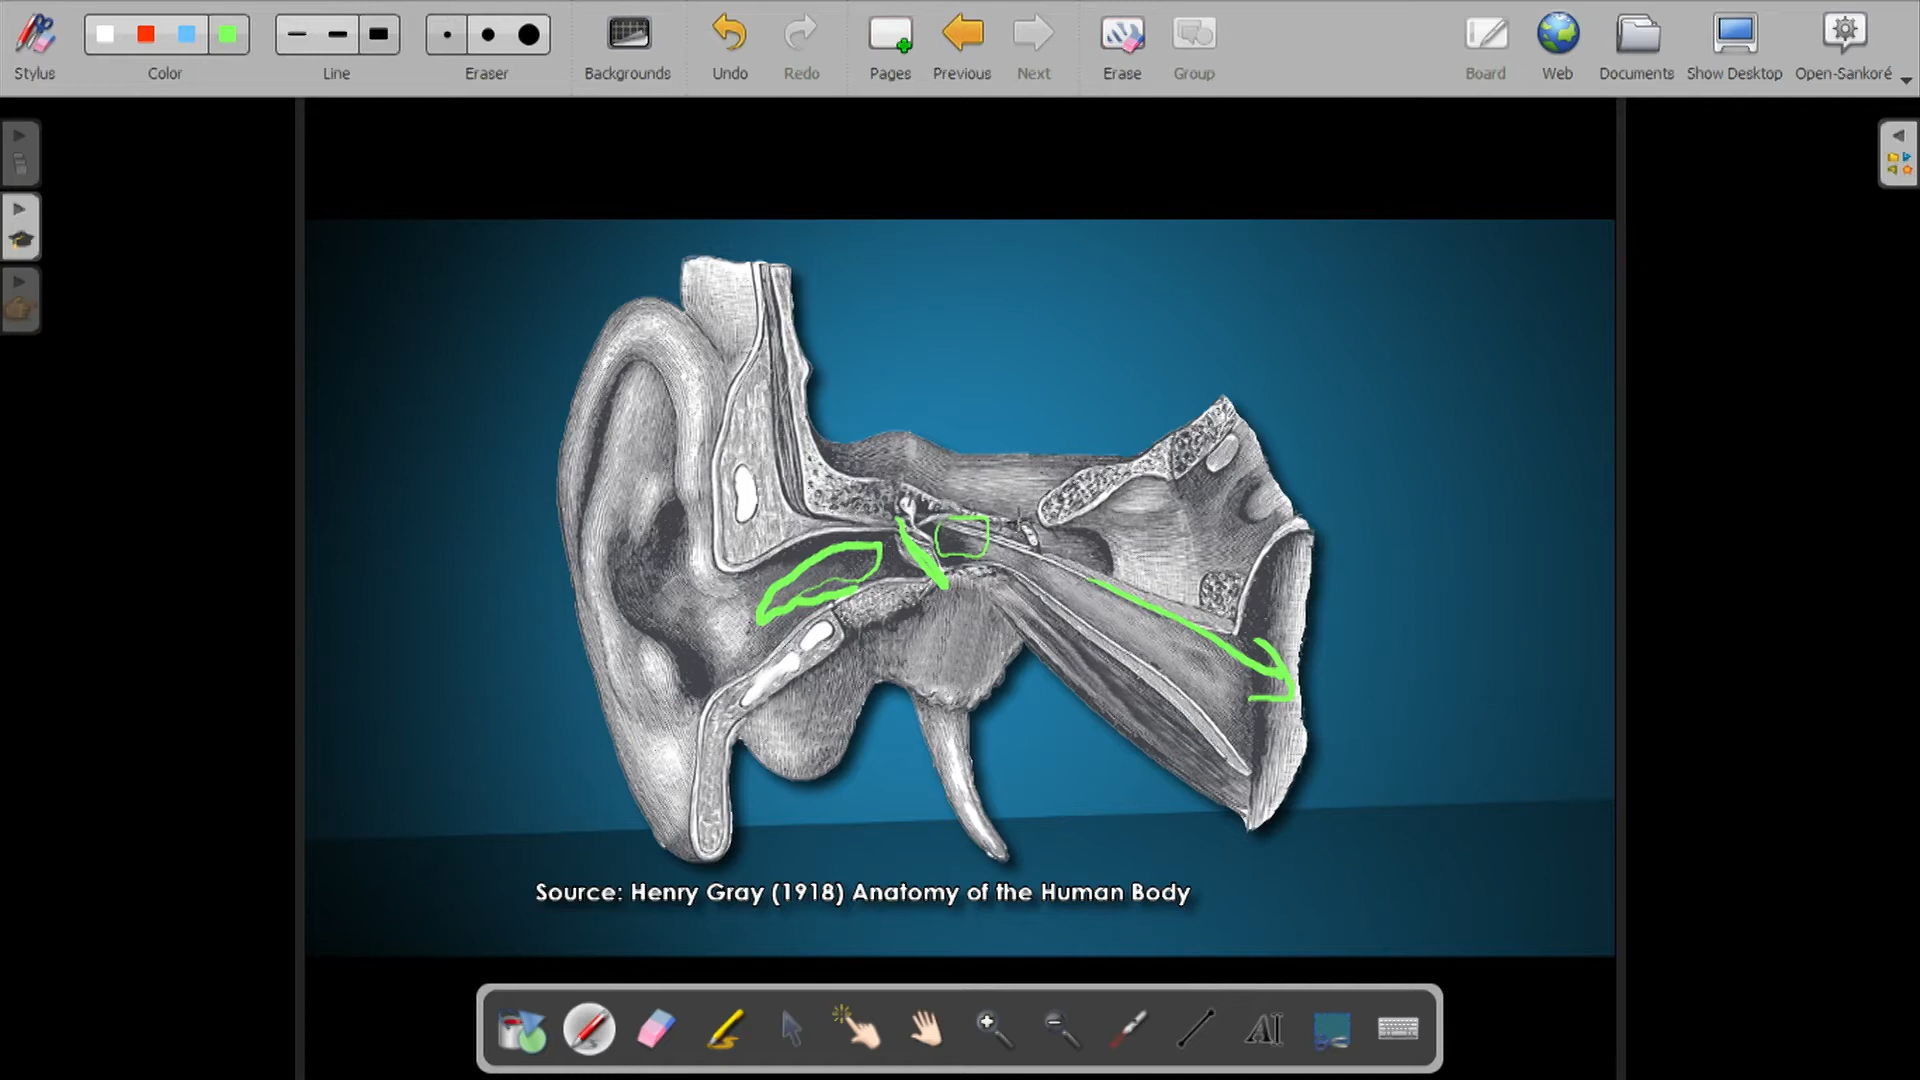 Stylus
Color
Line
Eraser
Backgrounds
Undo
Redo
Pages
Previous
Next
Erase
Group
Board
Web
Documents
Show Desktop
Open-Sankoré
Source: Henry Gray (1918) Anatomy of the Human Body
AI